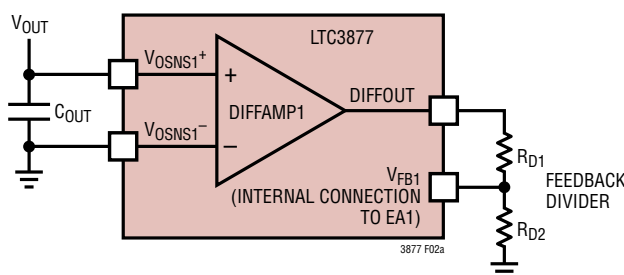 VOUT
LTC3877
VOSNS1+
+
DIFFOUT
COUT
DIFFAMP1
VOSNS1–
–
RD1
VFB1
(INTERNAL CONNECTION
TO EA1)
FEEDBACK
DIVIDER
RD2
3877 F02a